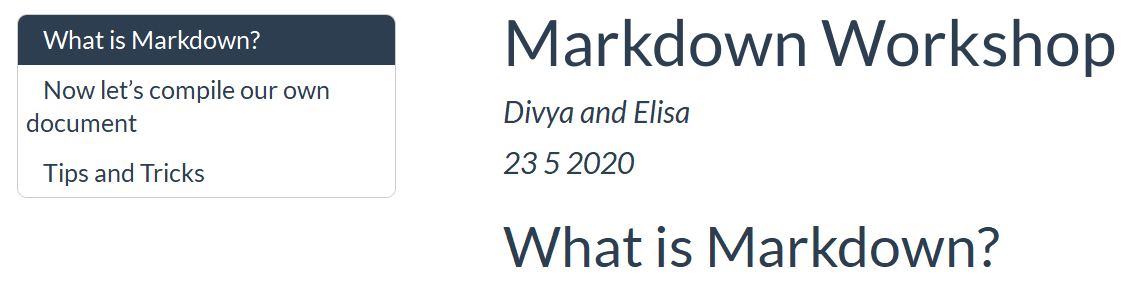 What is Markdown?
Now let’s compile our own
document
Tips and Tricks
Markdown Workshop
Divya and Elisa
23 5 2020
What is Markdown?